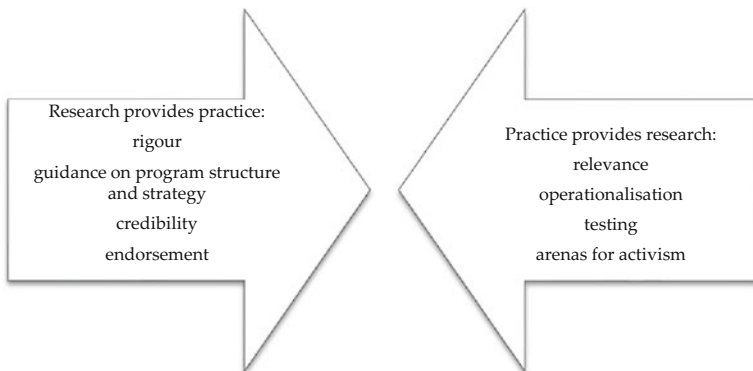 Research provides practice:
rigour
guidance on program structure
and strategy
credibility
endorsement
Practice provides research:
relevance
operationalisation
testing
arenas for activism